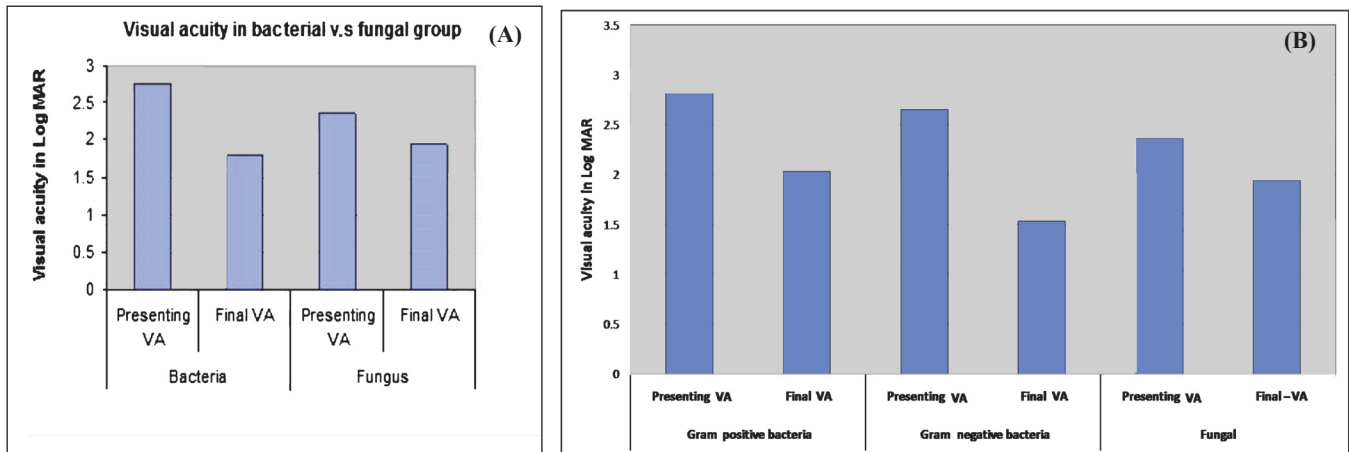 Visual acuity in bacterial v.s fungal group
(A)
Visual acuity in Log MAR
3
2.5
2
1.5
1
0.5
0
Presenting VA
Final VA
Presenting VA
Final VA
Bacteria
Fungus
(B)
Visual acuity in Log MAR
3.5
3
2.5
2
1.5
1
0.5
0
Presenting VA
Final VA
Presenting VA
Final VA
Presenting VA
Final–VA
Gram positive bacteria
Gram negative bacteria
Fungal